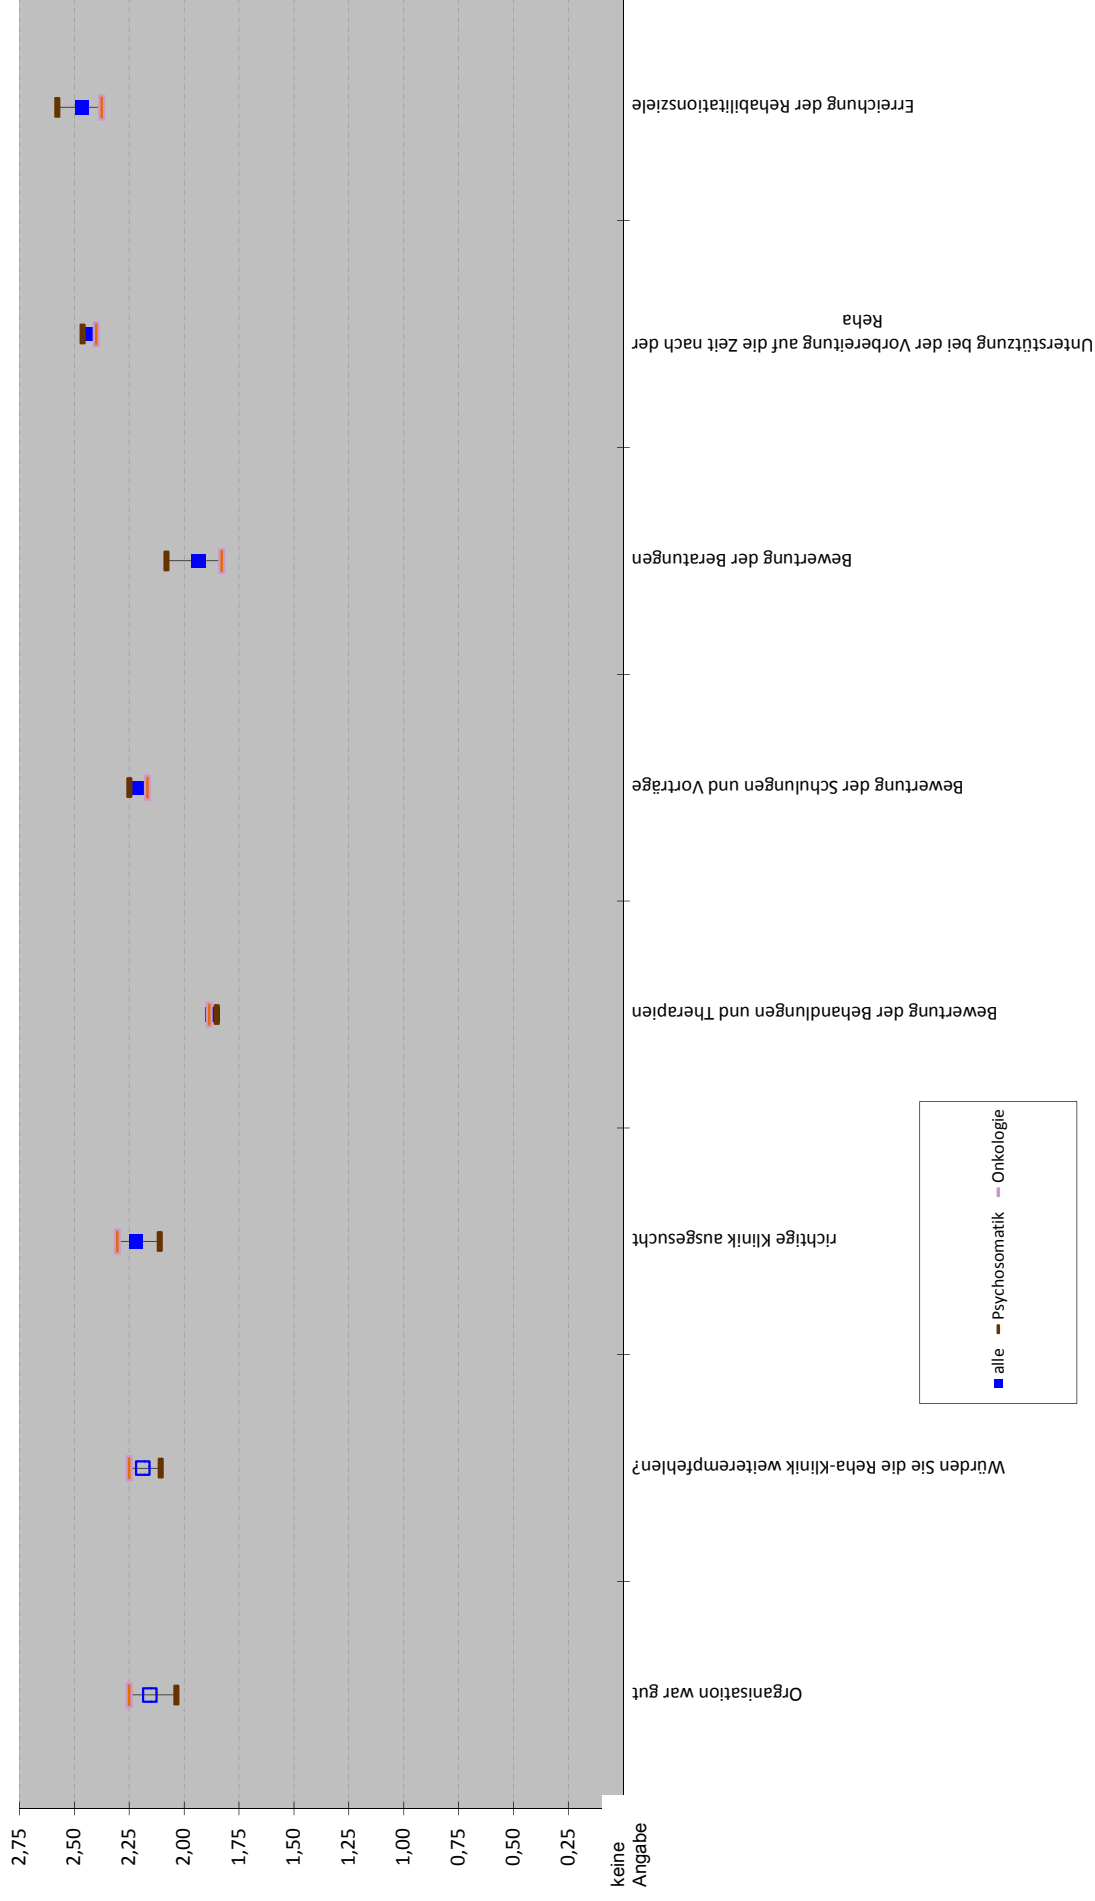 2,75
2,50
2,25
2,00
1,75
1,50
1,25
1,00
0,75
0,50
0,25
keine
Angabe
Organisation war gut
Würden Sie die Reha-Klinik weiterempfehlen?
richtige Klinik ausgesucht
Bewertung der Behandlungen und Therapien
Bewertung der Schulungen und Vorträge
Bewertung der Beratungen
Unterstützung bei der Vorbereitung auf die Zeit nach der
Reha
Erreichung der Rehabilitationsziele
alle Psychosomatik Onkologie